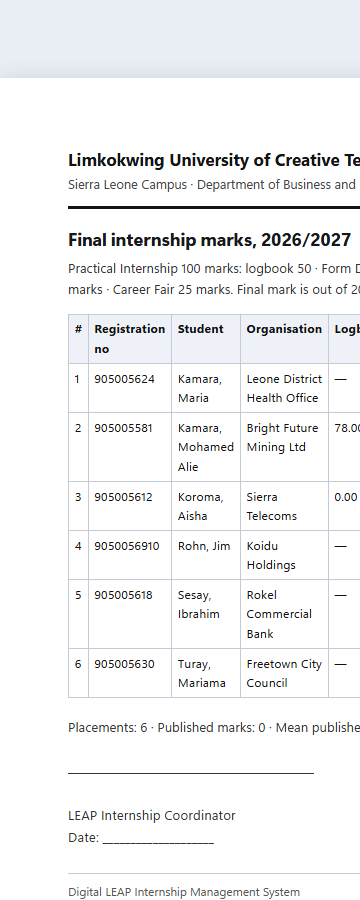 Limkokwing University of Creative Te
Sierra Leone Campus · Department of Business and
Final internship marks, 2026/2027
Practical Internship 100 marks: logbook 50 · Form D
marks · Career Fair 25 marks. Final mark is out of 20
# Registration no Student Organisation Logb
1 905005624 Kamara, Maria Leone District Health Office —
2 905005581 Kamara, Mohamed Alie Bright Future Mining Ltd 78.00
3 905005612 Koroma, Aisha Sierra Telecoms 0.00
4 9050056910 Rohn, Jim Koidu Holdings —
5 905005618 Sesay, Ibrahim Rokel Commercial Bank —
6 905005630 Turay, Mariama Freetown City Council —
Placements: 6 · Published marks: 0 · Mean publishe
LEAP Internship Coordinator
Date: ____________________
Digital LEAP Internship Management System